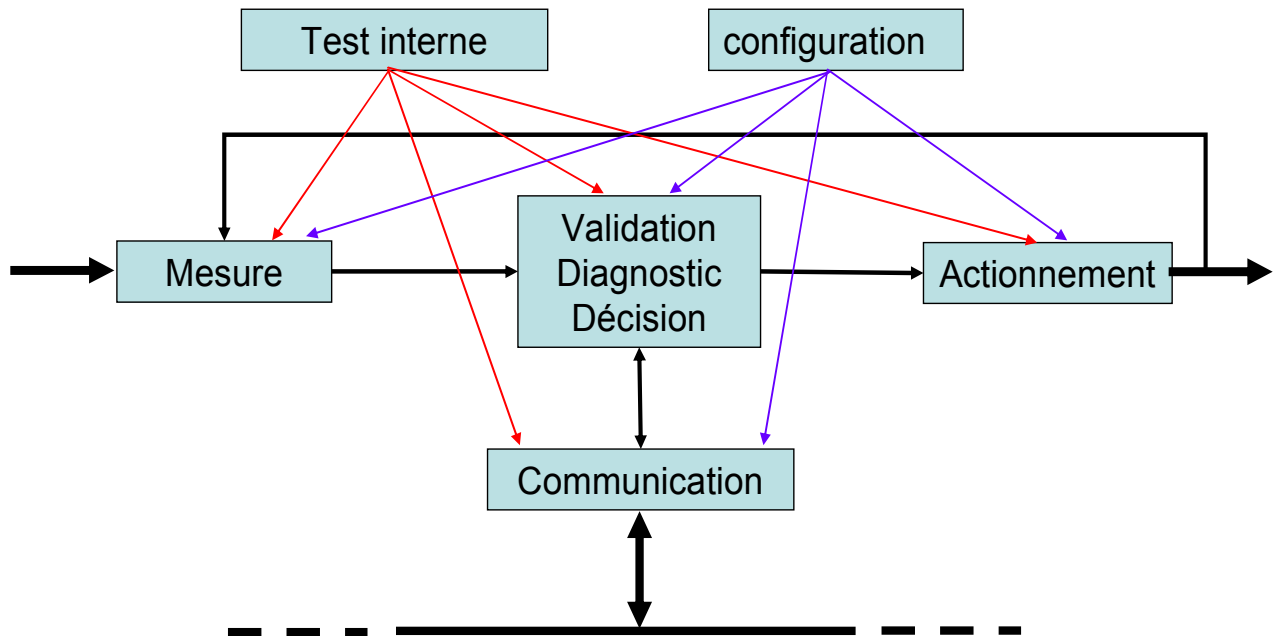 Test interne
configuration
Validation
Diagnostic
Décision
Mesure
Actionnement
Communication